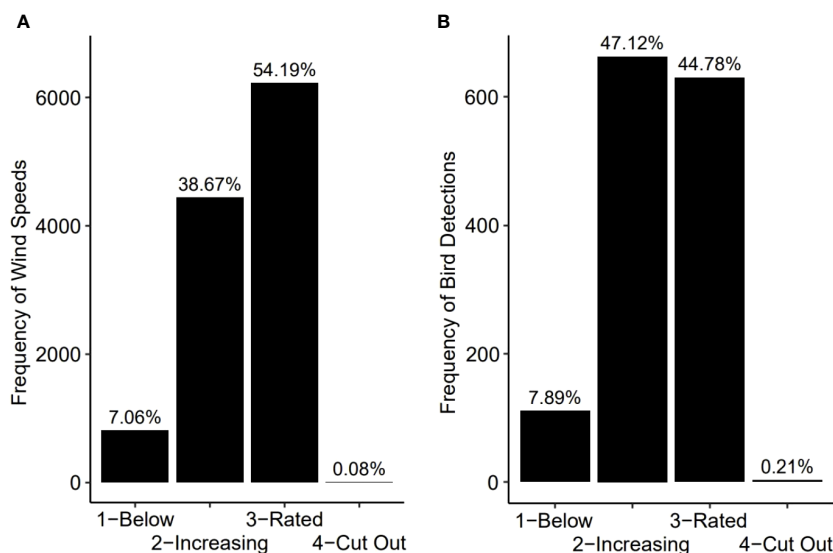 A
Frequency of Wind Speeds
6000
4000
2000
0
7.06%
38.67%
54.19%
0.08%
1−Below
2−Increasing
3−Rated
4−Cut Out
B
Frequency of Bird Detections
600
400
200
0
7.89%
47.12%
44.78%
0.21%
1−Below
2−Increasing
3−Rated
4−Cut Out